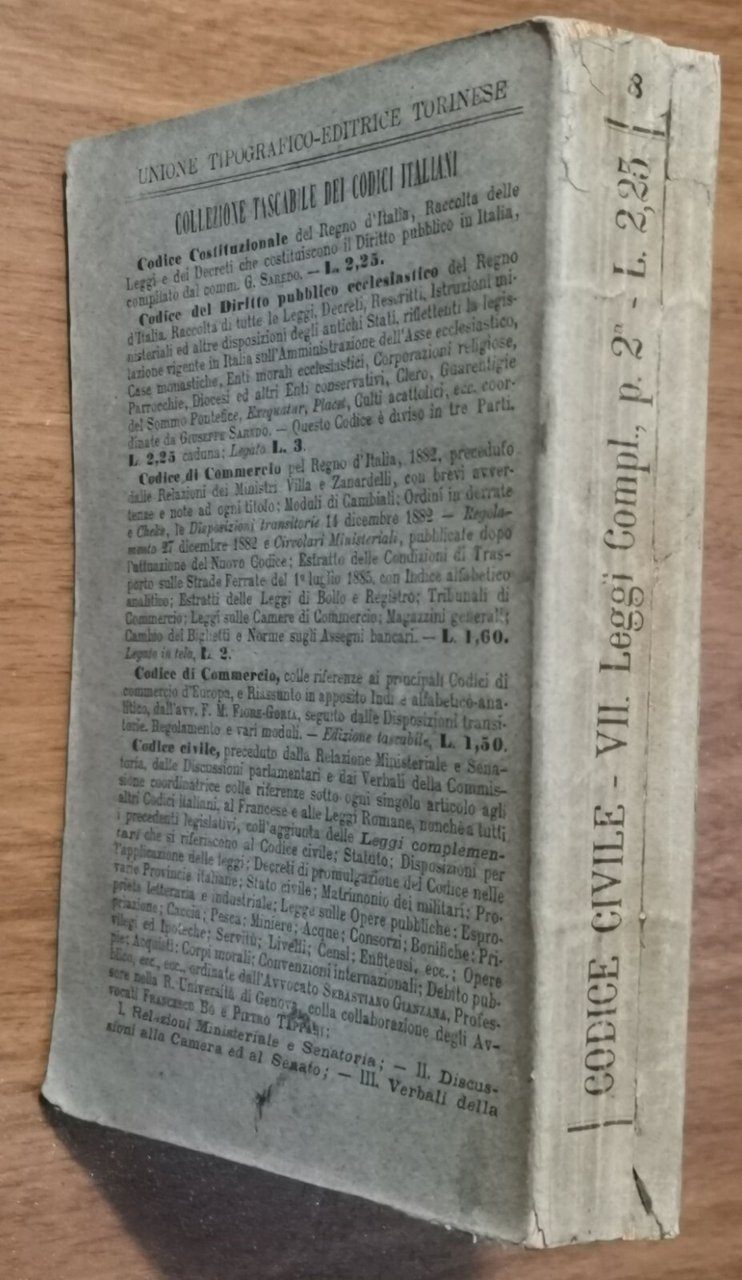 UNIONE TIPOGRAFICO-EDITRICE TORINESE
COLLEZIONE TASCABILE DEI CODICI ITALIANI
Codice Costituzionale del Regno d'Italia, Raccolta delle
Leggi e dei Decreti che costituiscono il Diritto pubblico in Italia,
compilato dal comm. G. SAREDO. — L. 2,25.
Codice del Diritto pubblico ecclesiastico del Regno
d'Italia. Raccolta di tutte le Leggi, Decreti, Rescritti, Istruzioni mi-
nisteriali ed altre disposizioni degli antichi Stati, riflettenti la legis-
lazione vigente in Italia sull'Amministrazione dell'Asse ecclesiastico,
Case monastiche, Enti morali ecclesiastici, Corporazioni religiose,
Parrocchie, Diocesi ed altri Enti conservativi, Clero, Guarentigie
del Sommo Pontefice, Exequatur, Placet, Culti acattolici, ecc. coor-
dinate da GIUSEPPE SAREDO. — Questo Codice è diviso in tre Parti.
L. 2,25 caduna; Legato L. 3.
Codice di Commercio pel Regno d'Italia, 1882, preceduto
dalle Relazioni dei Ministri Villa e Zanardelli, con brevi avver-
tenze e note ad ogni titolo; Moduli di Cambiali; Ordini in derrate
e Cheks, le Disposizioni transitorie 14 dicembre 1882 — Regola-
mento 27 dicembre 1882 e Circolari Ministeriali, pubblicate dopo
l'attuazione del Nuovo Codice; Estratto delle Condizioni di Tras-
porto sulle Strade Ferrate del 1º luglio 1885, con Indice alfabetico
analitico; Estratti delle Leggi di Bollo e Registro; Tribunali di
Commercio; Leggi sulle Camere di Commercio; Magazzini generali;
Cambio dei Biglietti e Norme sugli Assegni bancari. — L. 1,60.
Legato in tela, L. 2.
Codice di Commercio, colle riferenze ai principali Codici di
commercio d'Europa, e Riassunto in apposito Indice alfabetico-ana-
litico, dall'avv. F. M. FIORE-GORIA, seguito dalle Disposizioni transi-
torie. Regolamento e vari moduli. — Edizione tascabile, L. 1,50.
Codice civile, preceduto dalla Relazione Ministeriale e Sena-
toria, dalle Discussioni parlamentari e dai Verbali della Commis-
sione coordinatrice colle riferenze sotto ogni singolo articolo agli
altri Codici italiani, al Francese e alle Leggi Romane, nonchè a tutti
i precedenti legislativi, coll'aggiunta delle Leggi complemen-
tari che si riferiscono al Codice civile; Statuto; Disposizioni per
l'applicazione delle leggi; Decreti di promulgazione del Codice nelle
varie Provincie italiane; Stato civile; Matrimonio dei militari; Pro-
prietà letteraria e industriale; Legge sulle Opere pubbliche; Espro-
priazione; Caccia; Pesca; Miniere; Acque; Consorzi; Bonifiche; Pri-
vilegi ed Ipoteche; Servitù; Livelli; Censi; Enfiteusi, ecc.; Opere
pie; Acquisti; Corpi morali; Convenzioni internazionali; Debito pub-
blico, ecc., ecc., ordinate dall'Avvocato SEBASTIANO GIANZANA, Profes-
sore nella R. Università di Genova, colla collaborazione degli Av-
vocati FRANCESCO BO e PIETRO
I. Relazioni Ministeriale e Senatoria; — II. Discus-
sioni alla Camera ed al Senato; — III. Verbali della
CODICE CIVILE - VII. Leggi Compl., p. 2ª - L. 2,25
8